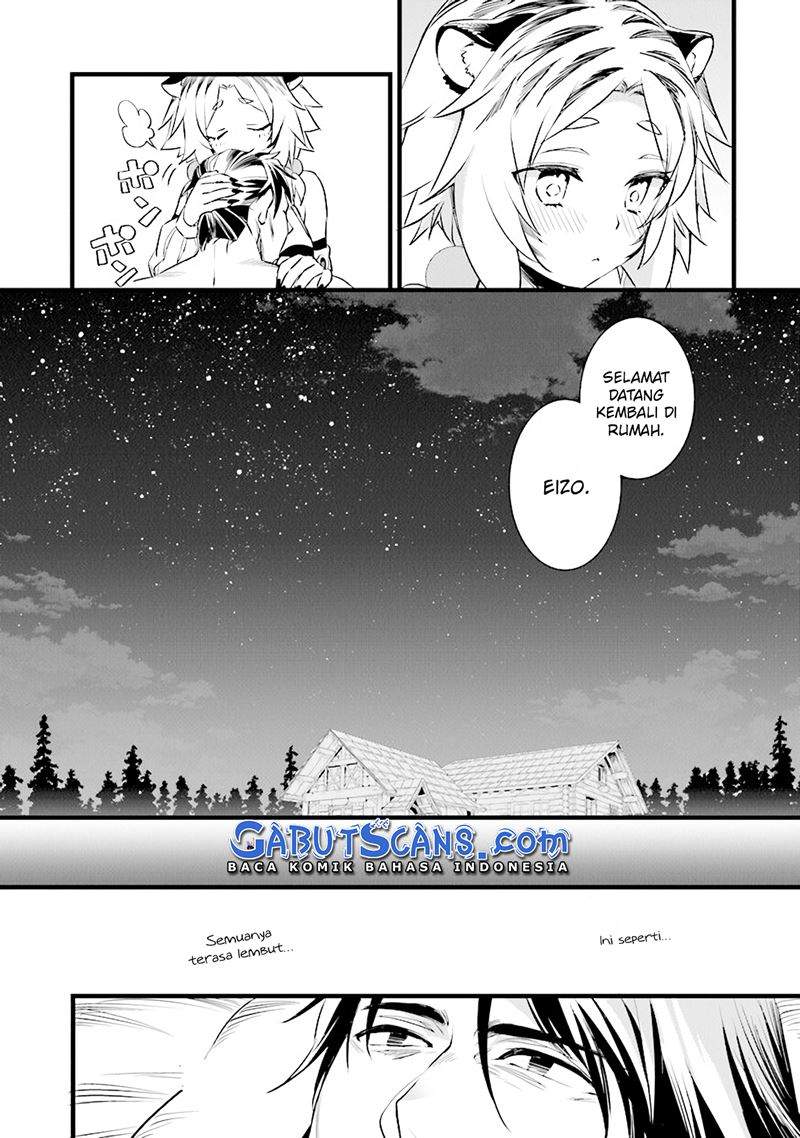 ポン
ポン
SELAMAT
DATANG
KEMBALI DI
RUMAH.
EIZO.
GABUTSCANS.COM
BACA KOMIK BAHASA INDONESIA
Ini seperti...
Semuanya
terasa lembut...